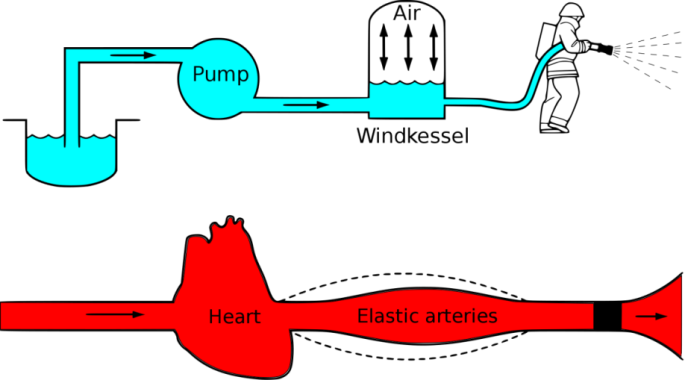 Air
Pump
Windkessel
Heart
Elastic arteries